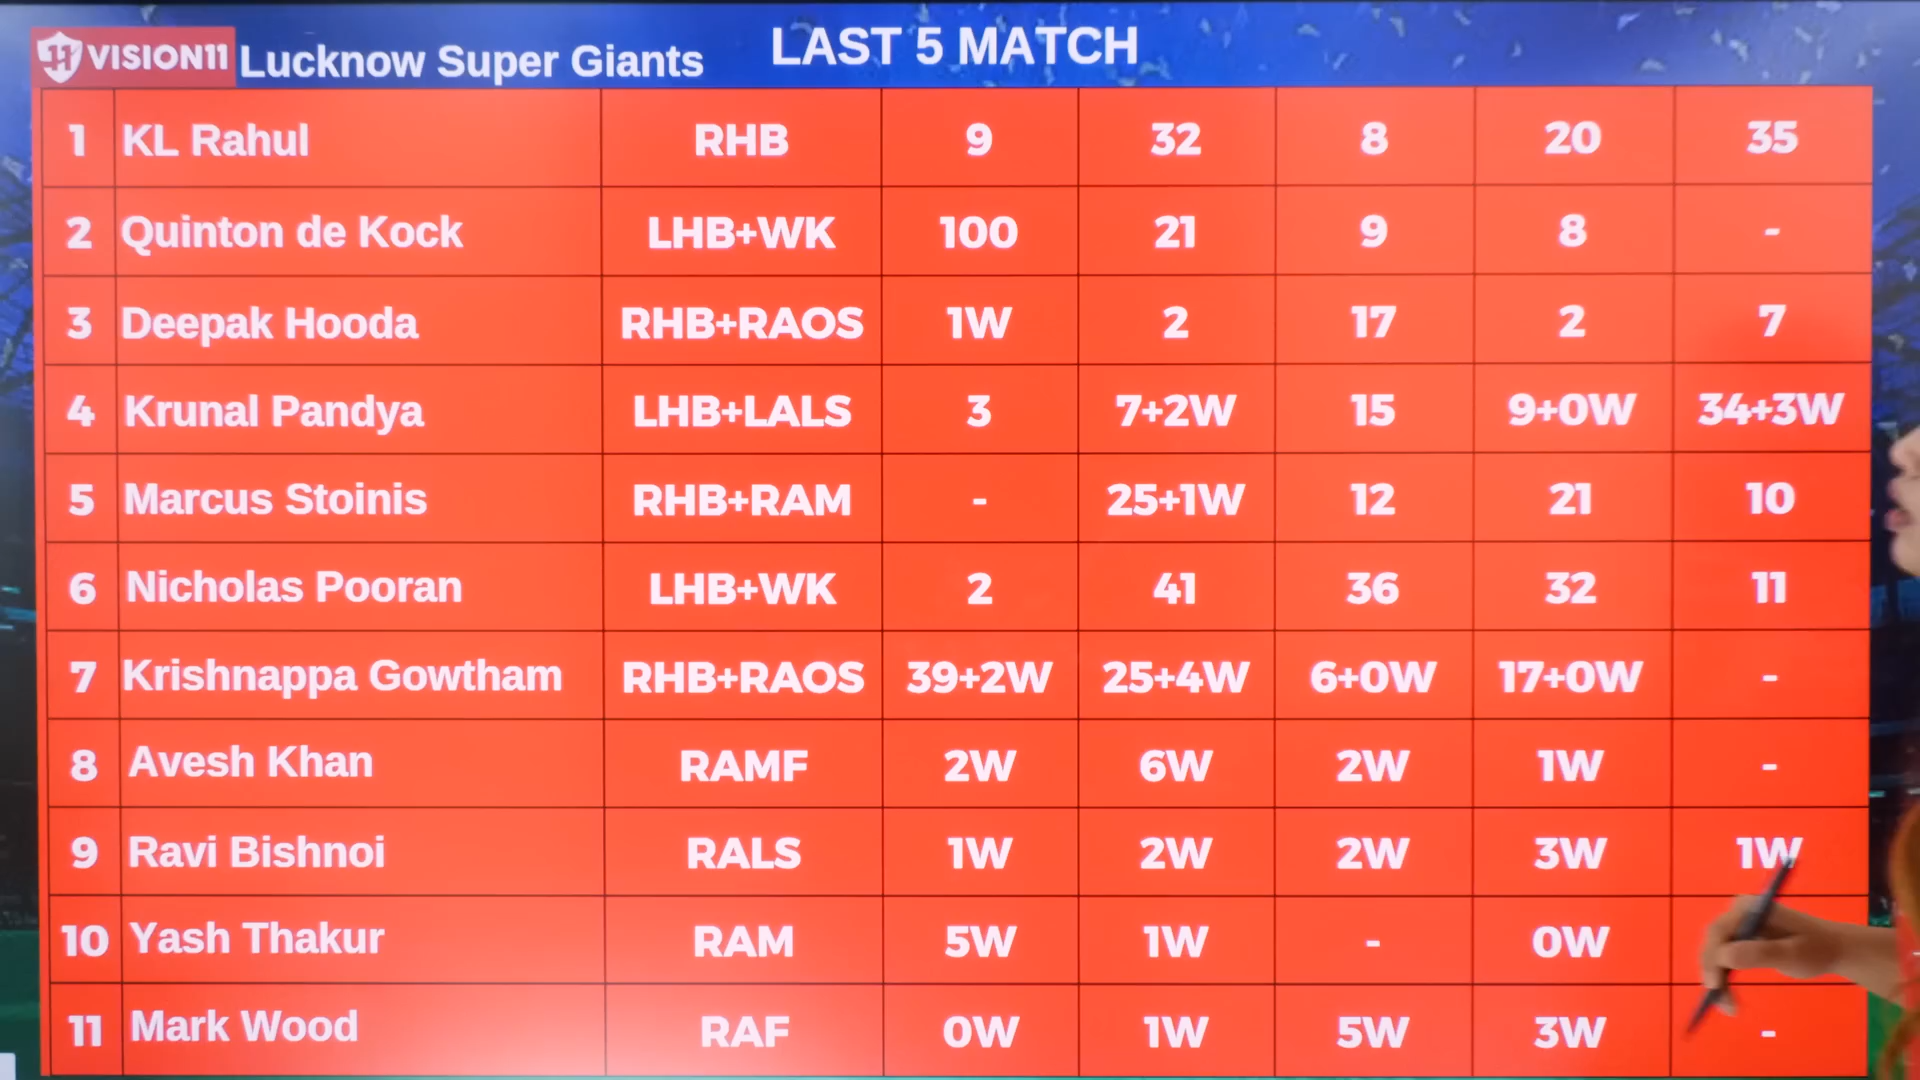 VISION11 Lucknow Super Giants LAST 5 MATCH
1 KL Rahul RHB 9 32 8 20 35
2 Quinton de Kock LHB+WK 100 21 9 8 -
3 Deepak Hooda RHB+RAOS 1W 2 17 2 7
4 Krunal Pandya LHB+LALS 3 7+2W 15 9+0W 34+3W
5 Marcus Stoinis RHB+RAM - 25+1W 12 21 10
6 Nicholas Pooran LHB+WK 2 41 36 32 11
7 Krishnappa Gowtham RHB+RAOS 39+2W 25+4W 6+0W 17+0W -
8 Avesh Khan RAMF 2W 6W 2W 1W -
9 Ravi Bishnoi RALS 1W 2W 2W 3W 1W
10 Yash Thakur RAM 5W 1W - 0W
11 Mark Wood RAF 0W 1W 5W 3W -